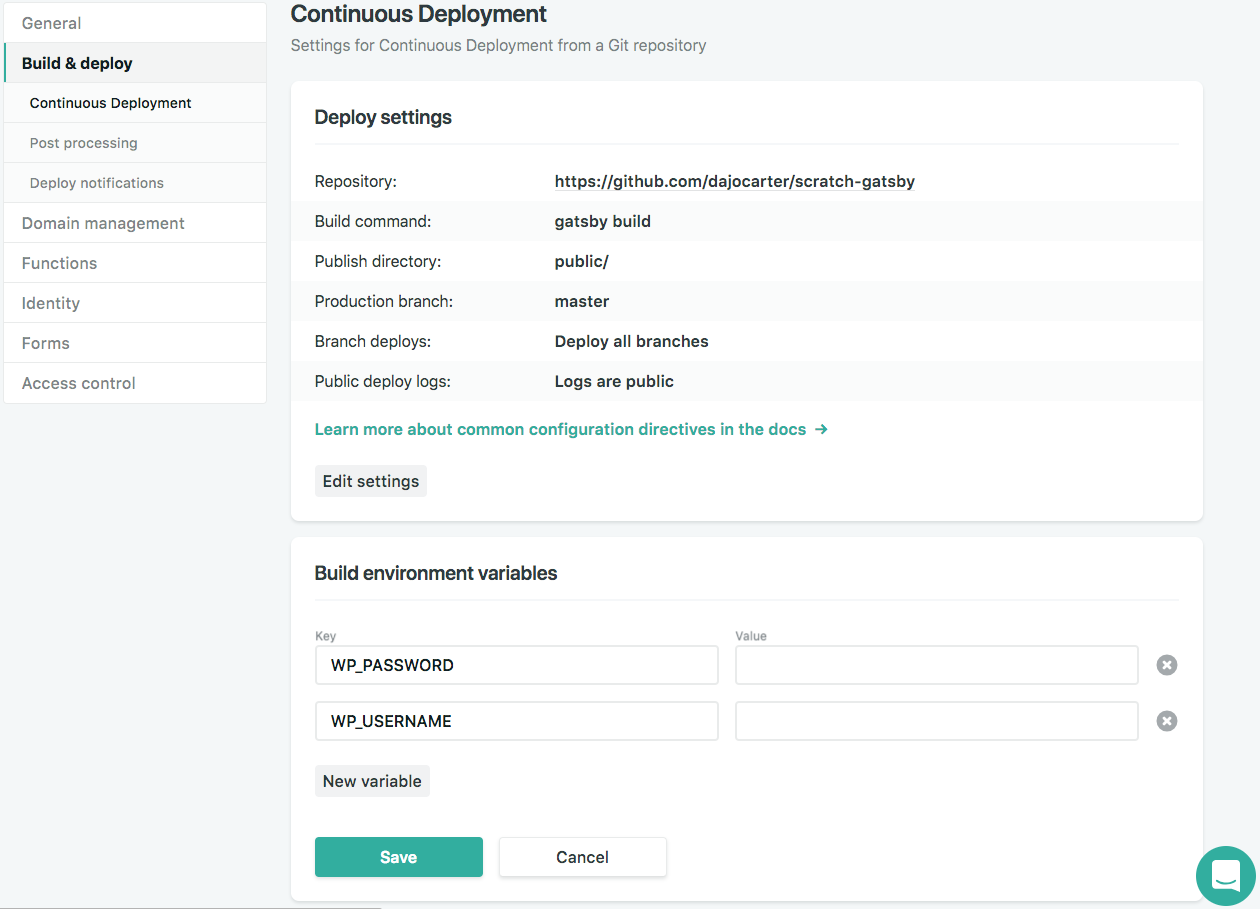 General
Build & deploy
Continuous Deployment
Post processing
Deploy notifications
Domain management
Functions
Identity
Forms
Access control
Continuous Deployment
Settings for Continuous Deployment from a Git repository
Deploy settings
Repository: https://github.com/dajocarter/scratch-gatsby
Build command: gatsby build
Publish directory: public/
Production branch: master
Branch deploys: Deploy all branches
Public deploy logs: Logs are public
Learn more about common configuration directives in the docs →
Edit settings
Build environment variables
Key Value
WP_PASSWORD
WP_USERNAME
New variable
Save Cancel